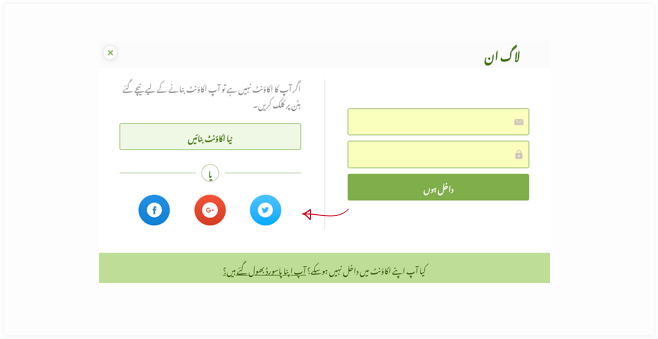 لاگ ان
داخل ہوں
اگر آپ کا اکاؤنٹ نہیں ہے تو آپ اکاؤنٹ بنانے کے لیے نیچے گئے
بٹن پر کلک کریں۔
نیا اکاؤنٹ بنائیں
یا
کیا آپ اپنے اکاؤنٹ میں داخل نہیں ہو سکے؟ آپ اپنا پاسورڈ بھول گئے ہیں؟